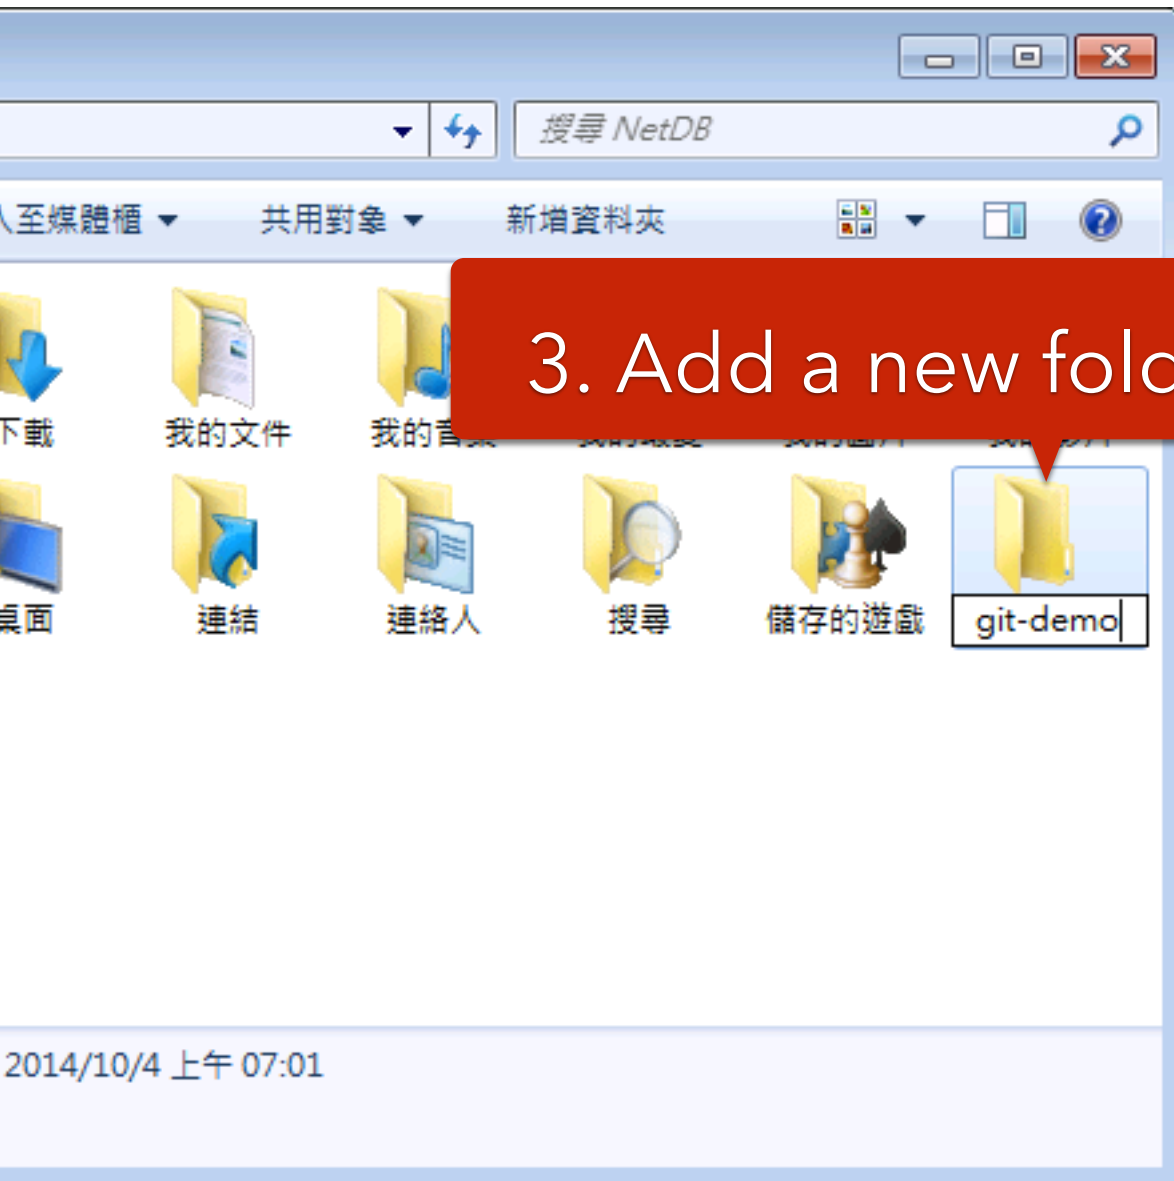 搜尋 NetDB
至媒體櫃 共用對象 新增資料夾
3. Add a new
下載 我的文件 我的音樂
桌面 連結 連絡人 搜尋 儲存的遊戲 git-demo
2014/10/4 上午 07:01